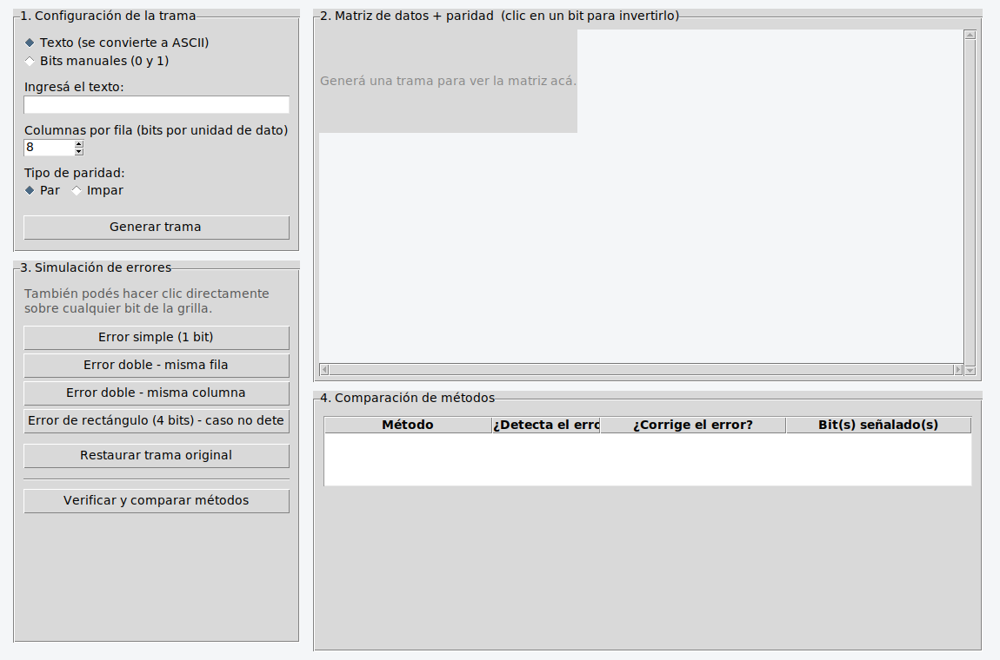 1. Configuración de la trama
Texto (se convierte a ASCII)
Bits manuales (0 y 1)
Ingresá el texto:
Columnas por fila (bits por unidad de dato)
8
Tipo de paridad:
Par
Impar
Generar trama
2. Matriz de datos + paridad (clic en un bit para invertirlo)
Generá una trama para ver la matriz acá.
3. Simulación de errores
También podés hacer clic directamente
sobre cualquier bit de la grilla.
Error simple (1 bit)
Error doble - misma fila
Error doble - misma columna
Error de rectángulo (4 bits) - caso no dete
Restaurar trama original
Verificar y comparar métodos
4. Comparación de métodos
Método
¿Detecta el erro
¿Corrige el error?
Bit(s) señalado(s)